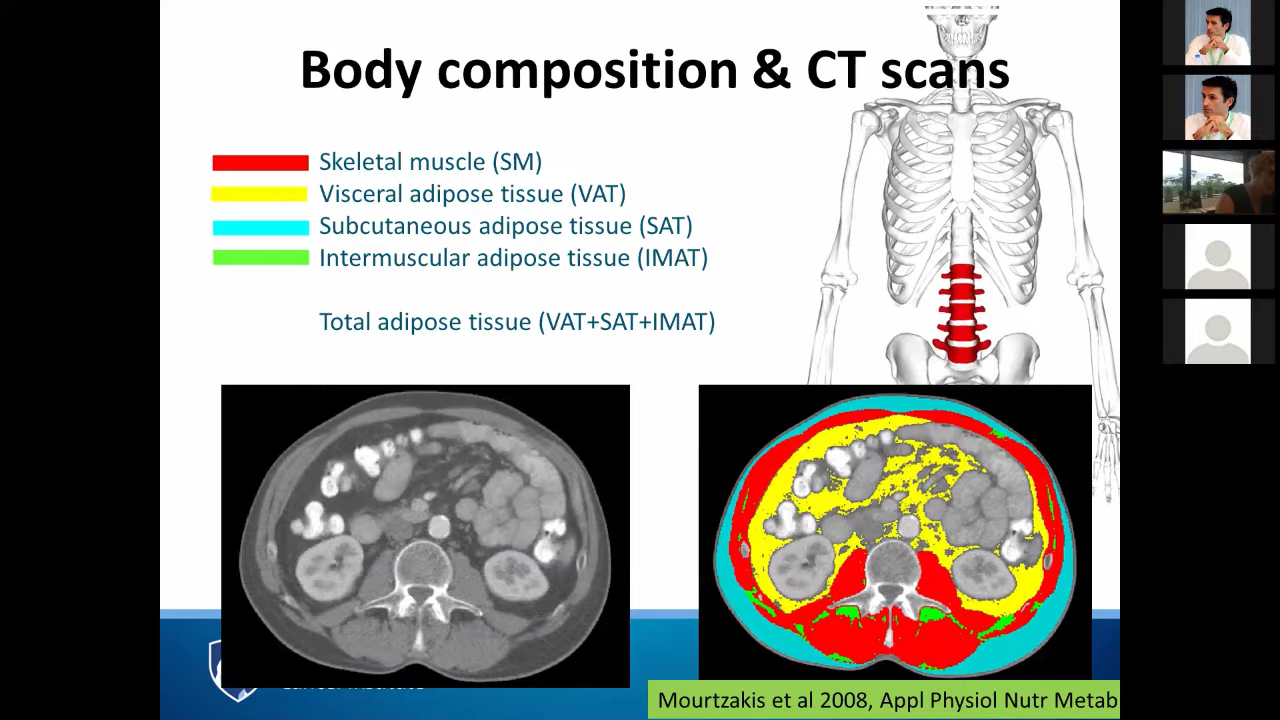 Body composition & CT scans
Skeletal muscle (SM)
Visceral adipose tissue (VAT)
Subcutaneous adipose tissue (SAT)
Intermuscular adipose tissue (IMAT)
Total adipose tissue (VAT+SAT+IMAT)
Mourtzakis et al 2008, Appl Physiol Nutr Metab